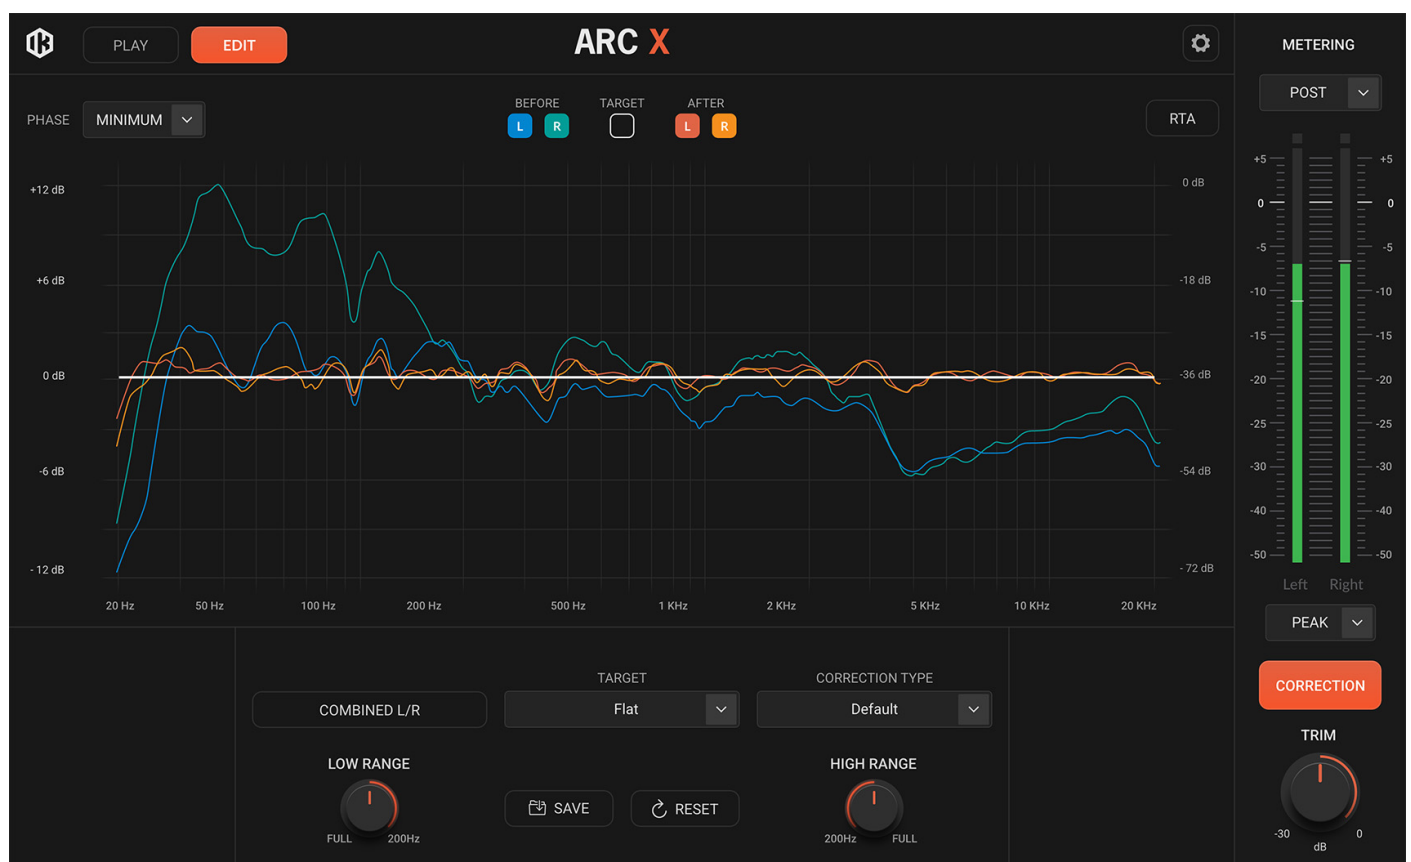 PLAY
EDIT
ARC X
METERING
POST
PHASE
MINIMUM
BEFORE
TARGET
AFTER
L
R
L
R
RTA
+12 dB
+6 dB
0 dB
-6 dB
- 12 dB
0 dB
-18 dB
-36 dB
-54 dB
- 72 dB
20 Hz
50 Hz
100 Hz
200 Hz
500 Hz
1 KHz
2 KHz
5 KHz
10 KHz
20 KHz
+5
+5
0
0
-5
-5
-10
-10
-15
-15
-20
-20
-25
-25
-30
-30
-40
-40
-50
-50
Left
Right
PEAK
CORRECTION
TRIM
-30
0
dB
COMBINED L/R
TARGET
Flat
CORRECTION TYPE
Default
LOW RANGE
FULL
200Hz
SAVE
RESET
HIGH RANGE
200Hz
FULL